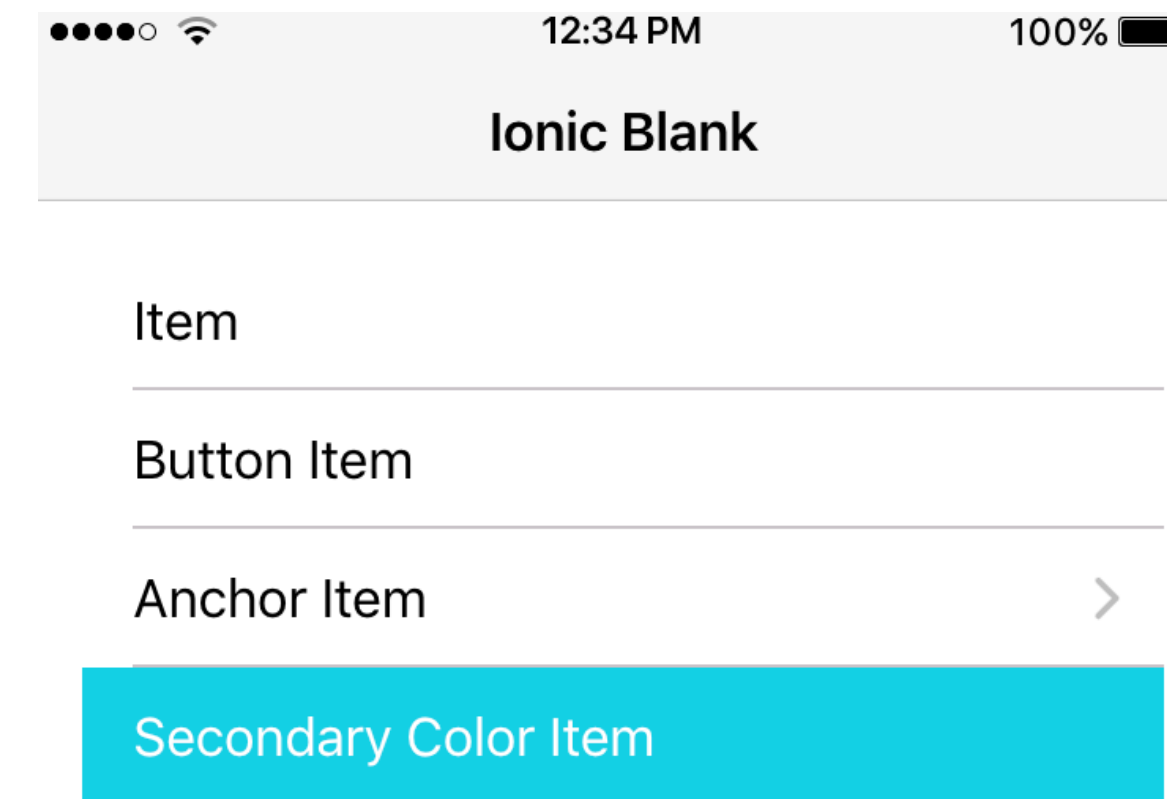 12:34 PM 100%
Ionic Blank
Item
Button Item
Anchor Item
Secondary Color Item